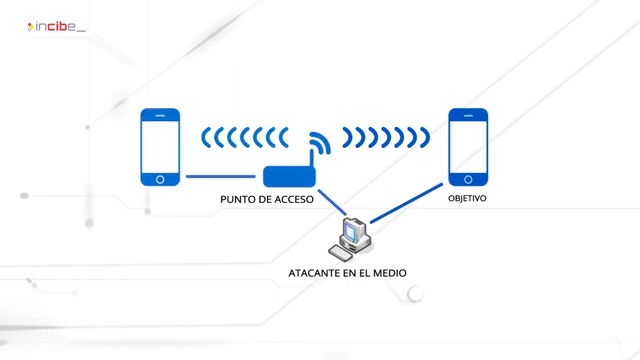 incibe_
PUNTO DE ACCESO
OBJETIVO
ATACANTE EN EL MEDIO